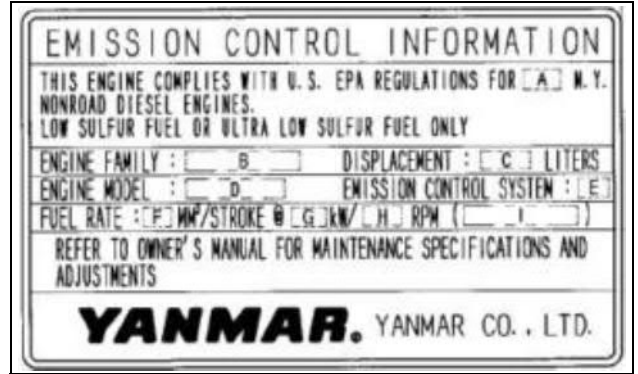 EMISSION CONTROL INFORMATION
THIS ENGINE COMPLIES WITH U.S. EPA REGULATIONS FOR [A] M.Y.
NONROAD DIESEL ENGINES.
LOW SULFUR FUEL OR ULTRA LOW SULFUR FUEL ONLY
ENGINE FAMILY : [B] DISPLACEMENT : [C] LITERS
ENGINE MODEL : [D] EMISSION CONTROL SYSTEM : [E]
FUEL RATE : [F] MM³/STROKE @ [G] kW/ [H] RPM ([I])
REFER TO OWNER'S MANUAL FOR MAINTENANCE SPECIFICATIONS AND
ADJUSTMENTS
YANMAR. YANMAR CO., LTD.